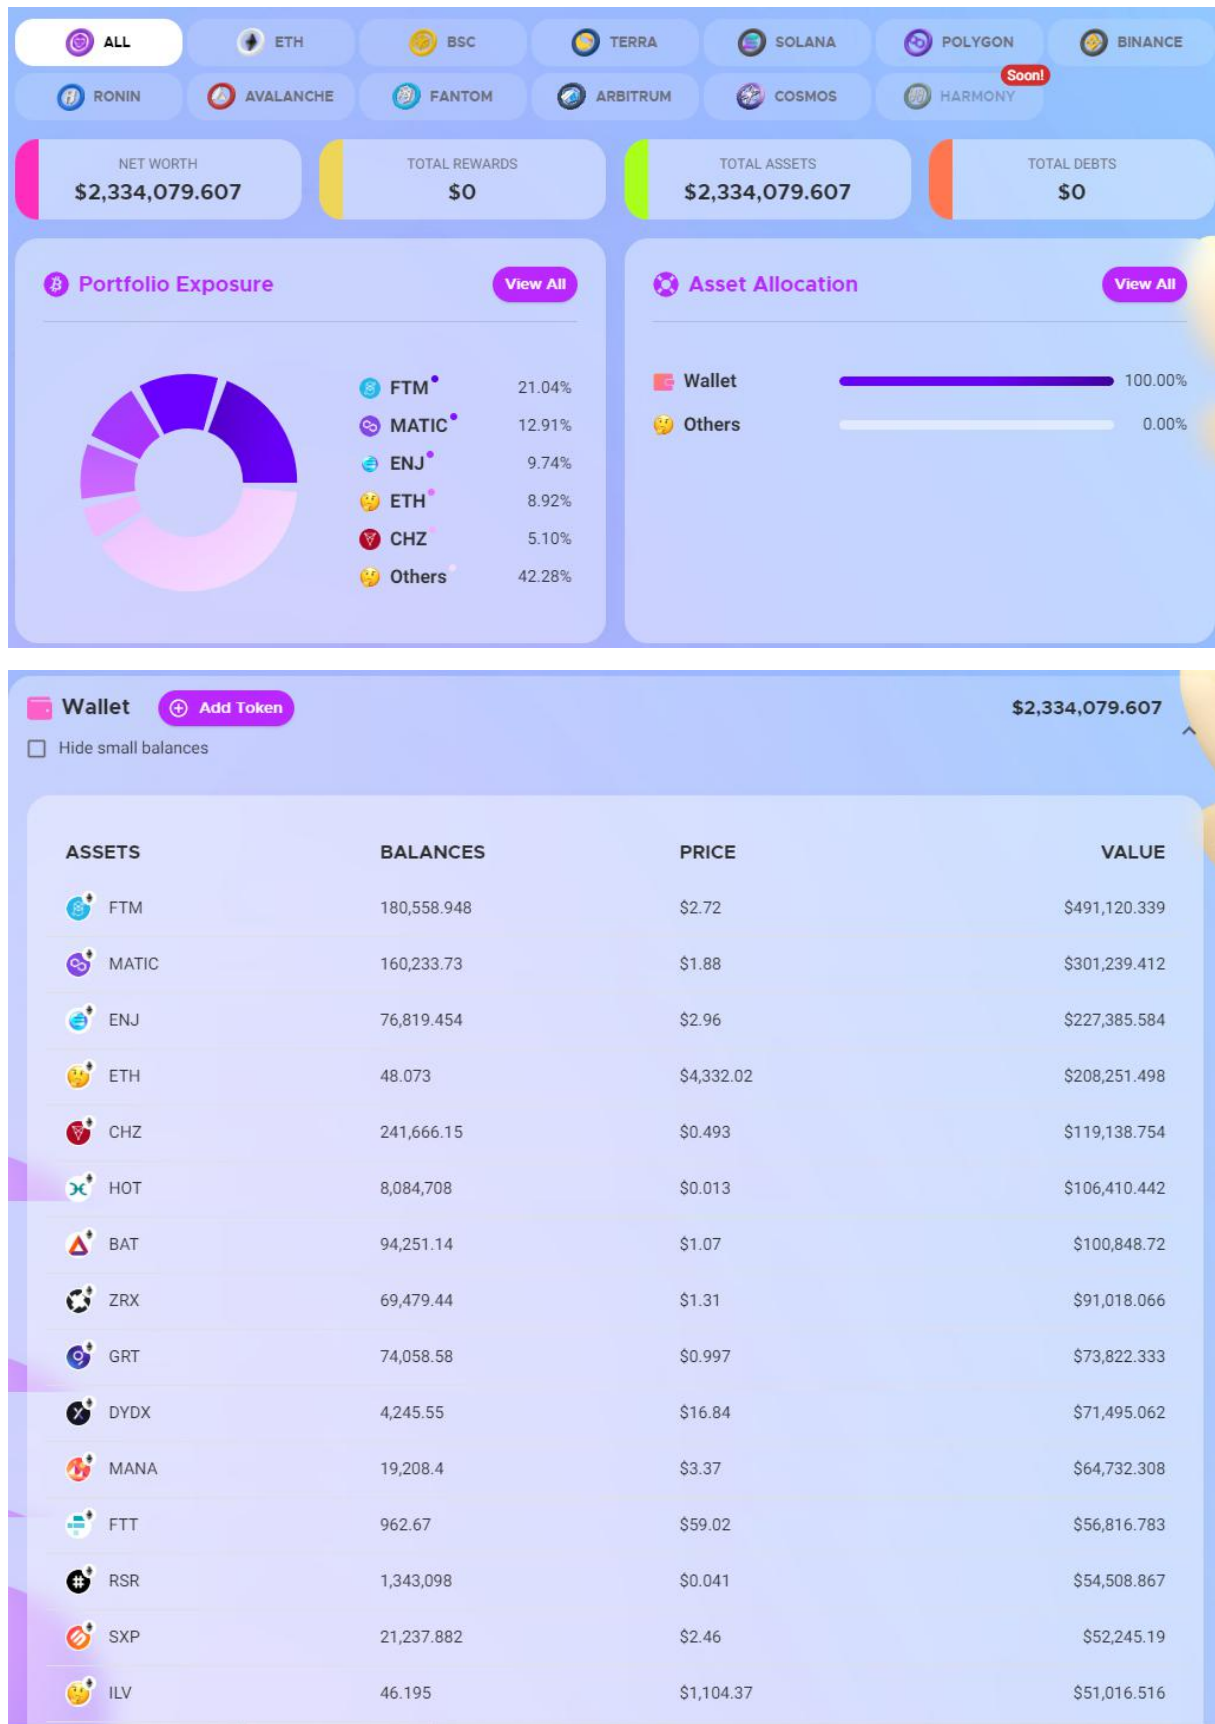 ALL ETH BSC TERRA SOLANA POLYGON BINANCE
Soon!
RONIN AVALANCHE FANTOM ARBITRUM COSMOS HARMONY
NET WORTH TOTAL REWARDS TOTAL ASSETS TOTAL DEBTS
$2,334,079.607 $0 $2,334,079.607 $0
Portfolio Exposure View All
FTM 21.04%
MATIC 12.91%
ENJ 9.74%
ETH 8.92%
CHZ 5.10%
Others 42.28%
Asset Allocation View All
Wallet 100.00%
Others 0.00%
Wallet Add Token $2,334,079.607
Hide small balances
ASSETS BALANCES PRICE VALUE
FTM 180,558.948 $2.72 $491,120.339
MATIC 160,233.73 $1.88 $301,239.412
ENJ 76,819.454 $2.96 $227,385.584
ETH 48.073 $4,332.02 $208,251.498
CHZ 241,666.15 $0.493 $119,138.754
HOT 8,084,708 $0.013 $106,410.442
BAT 94,251.14 $1.07 $100,848.72
ZRX 69,479.44 $1.31 $91,018.066
GRT 74,058.58 $0.997 $73,822.333
DYDX 4,245.55 $16.84 $71,495.062
MANA 19,208.4 $3.37 $64,732.308
FTT 962.67 $59.02 $56,816.783
RSR 1,343,098 $0.041 $54,508.867
SXP 21,237.882 $2.46 $52,245.19
ILV 46.195 $1,104.37 $51,016.516